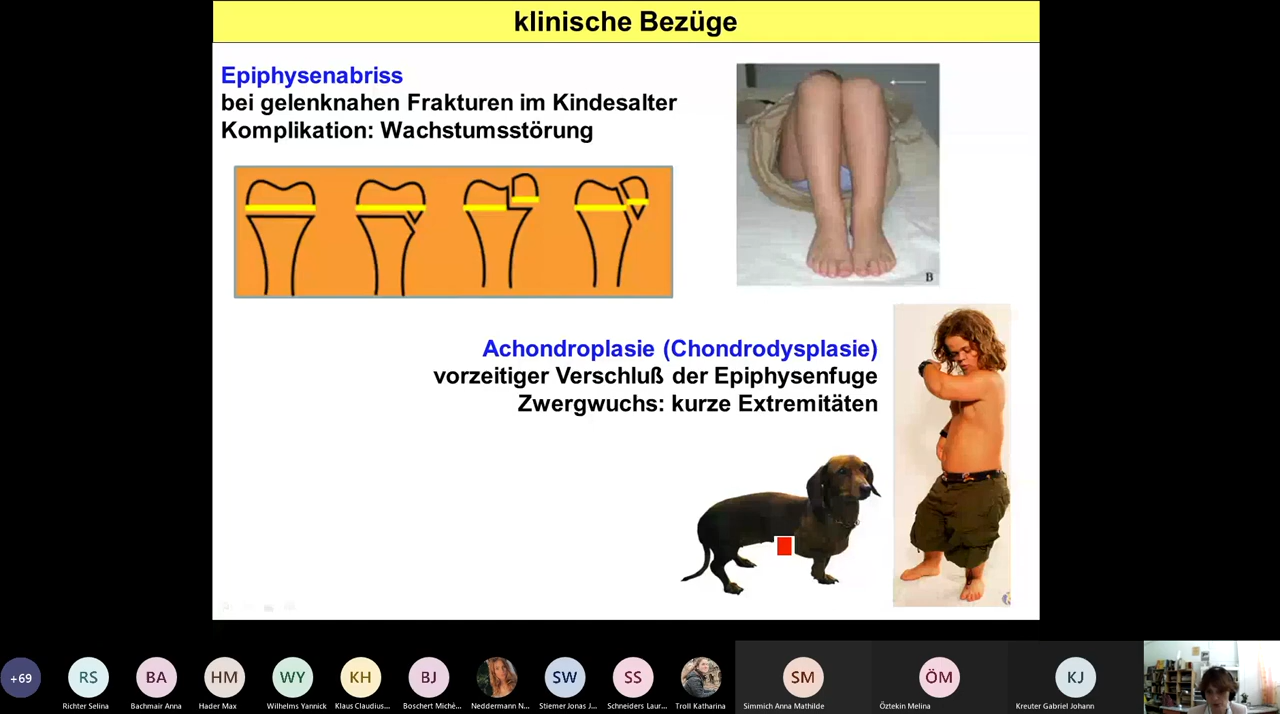 klinische Bezüge
Epiphysenabriss
bei gelenknahen Frakturen im Kindesalter
Komplikation: Wachstumsstörung
B
Achondroplasie (Chondrodysplasie)
vorzeitiger Verschluß der Epiphysenfuge
Zwergwuchs: kurze Extremitäten
+69
RS
BA
HM
WY
KH
BJ
SW
SS
SM
ÖM
KJ
Richter Selina
Bachmair Anna
Hader Max
Wilhelms Yannick
Klaus Claudius...
Boschert Miché...
Neddermann N...
Stiemer Jonas J...
Schneiders Laur...
Troll Katharina
Simmich Anna Mathilde
Öztekin Melina
Kreuter Gabriel Johann